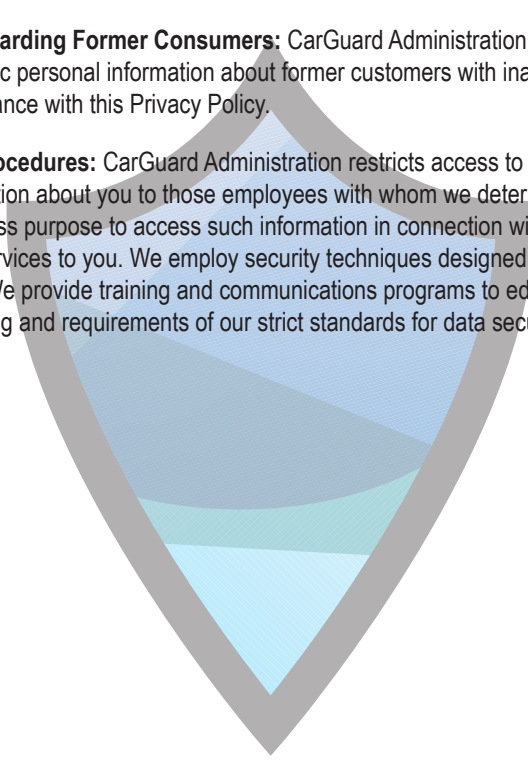 arding Former Consumers: CarGuard Administration
c personal information about former customers with ina
ance with this Privacy Policy.
ocedures: CarGuard Administration restricts access to
tion about you to those employees with whom we deter
ss purpose to access such information in connection wi
rvices to you. We employ security techniques designed
We provide training and communications programs to ed
g and requirements of our strict standards for data secu